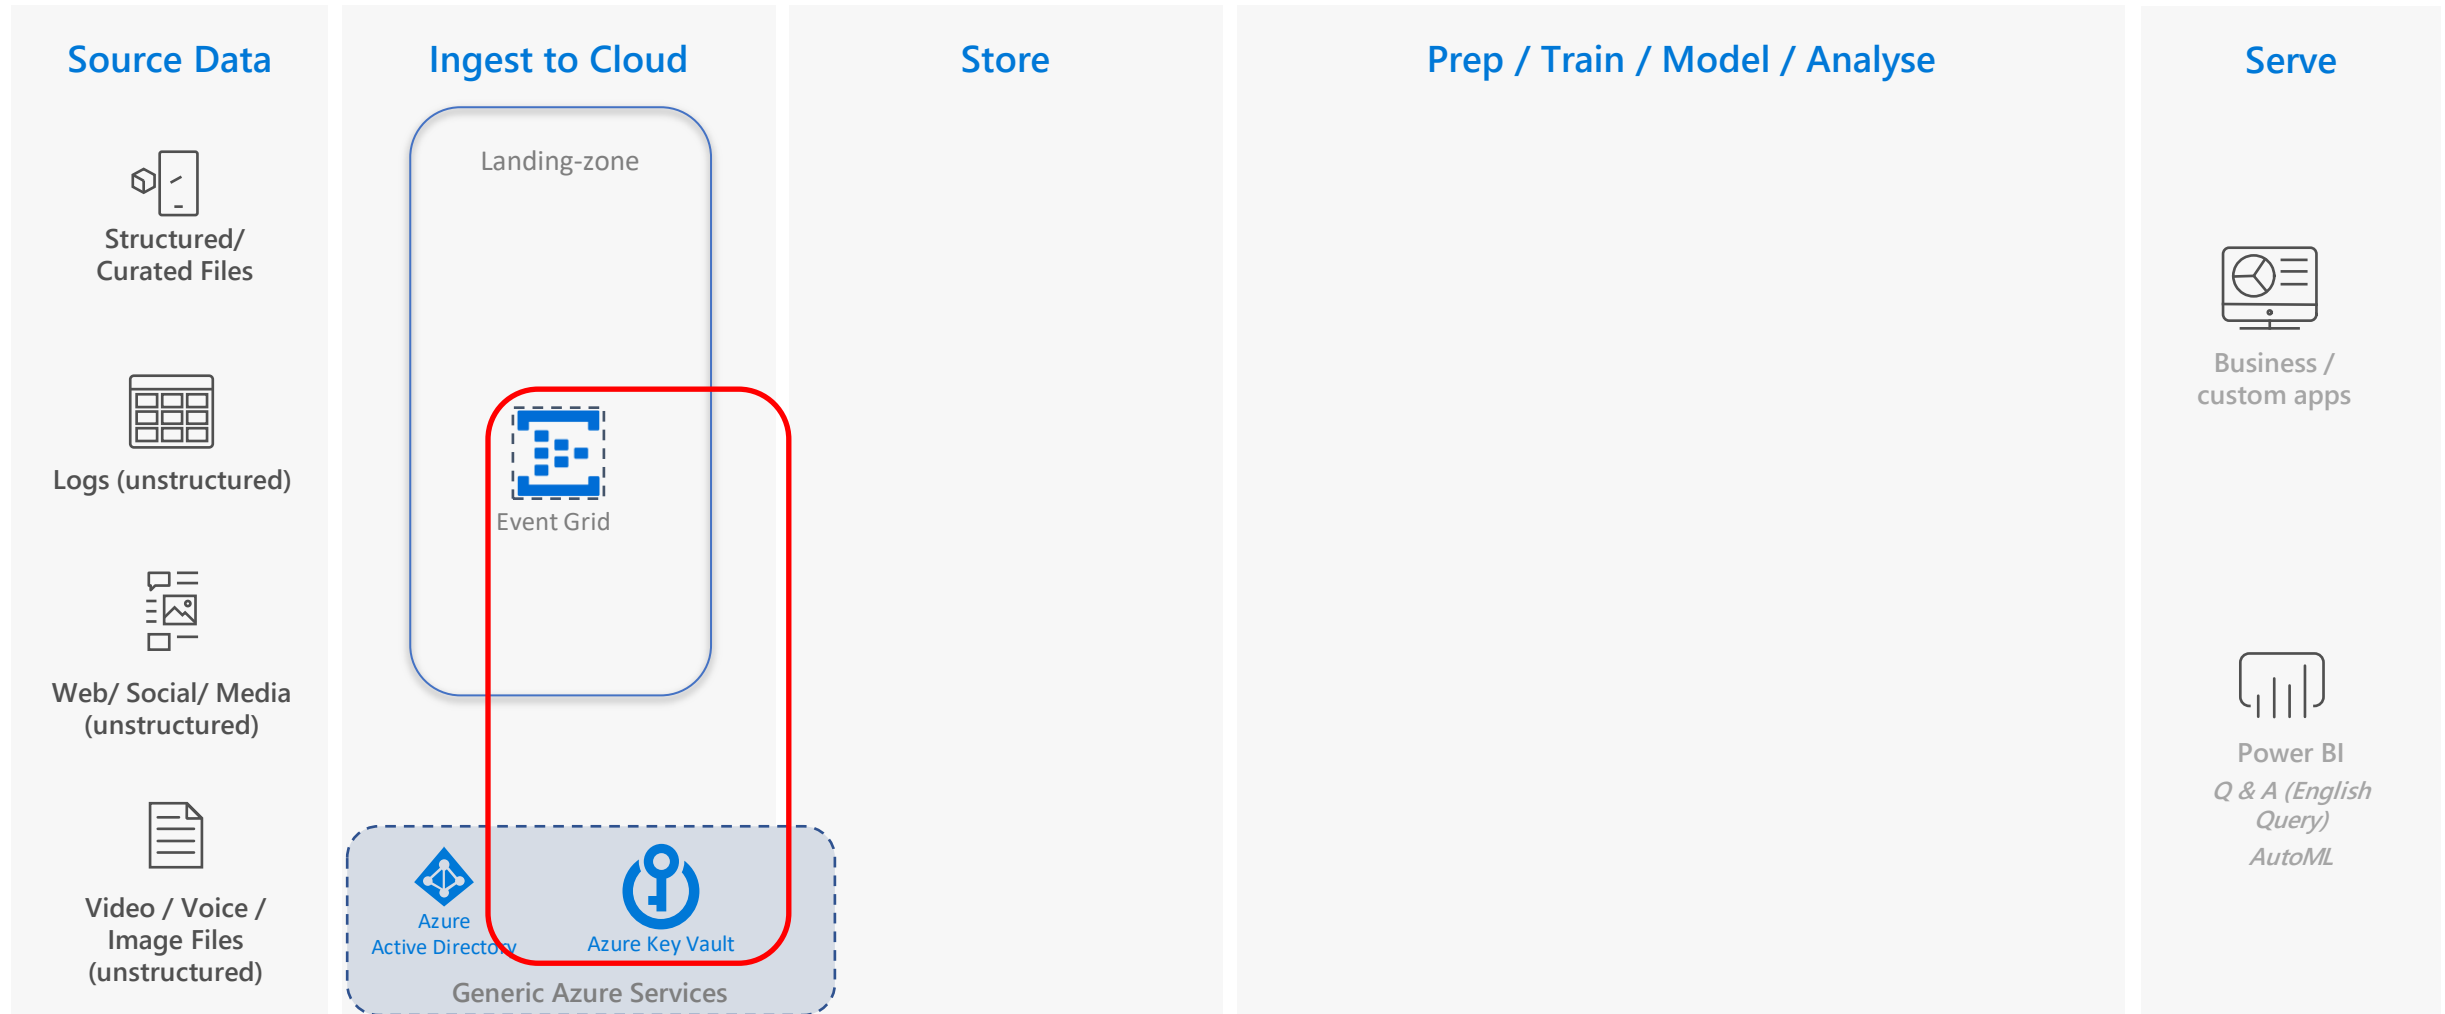 Source Data
Structured/
Curated Files
Logs (unstructured)
Web/ Social/ Media
(unstructured)
Video / Voice /
Image Files
(unstructured)
Ingest to Cloud
Landing-zone
Event Grid
Azure
Active Directory
Azure Key Vault
Generic Azure Services
Store
Prep / Train / Model / Analyse
Serve
Business /
custom apps
Power BI
Q & A (English
Query)
AutoML